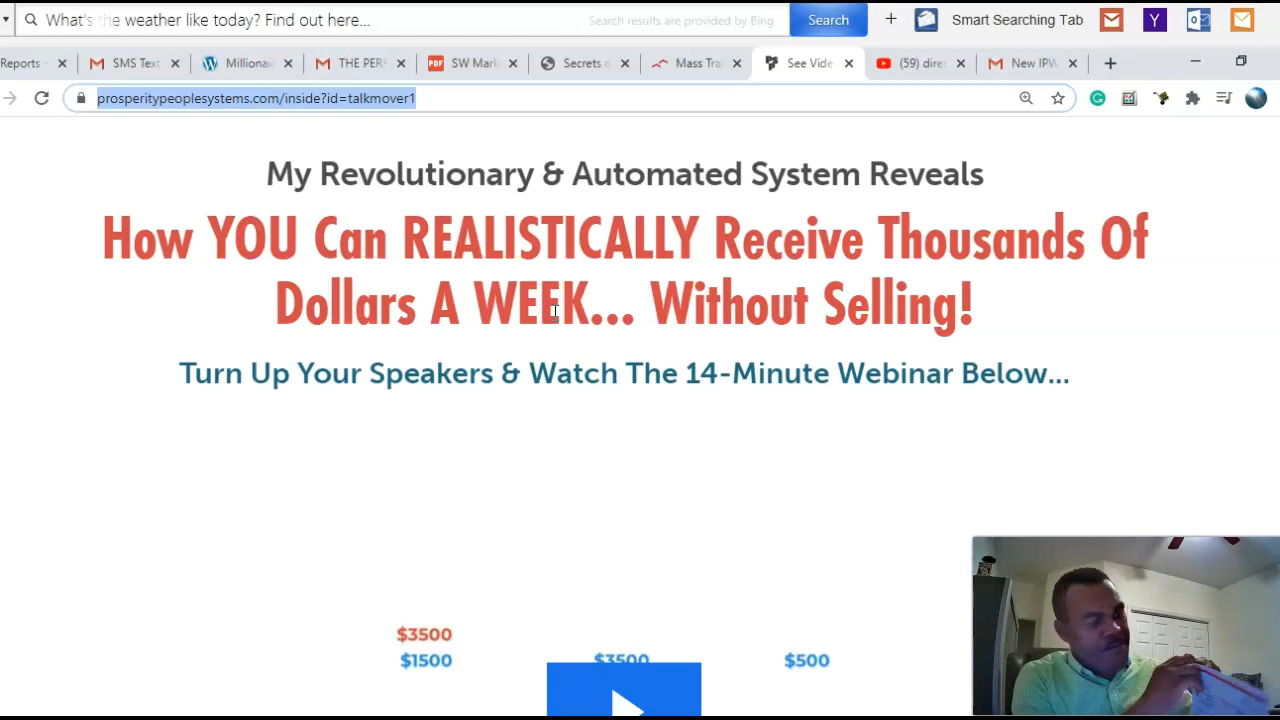 What's the weather like today? Find out here...
Search results are provided by Bing
Search
Smart Searching Tab
Reports -
SMS Text
Millionai
THE PERF
PDF
SW Mark
Secrets o
Mass Tra
See Vide
(59) direc
New IPW
prosperitypeoplesystems.com/inside?id=talkmover1
My Revolutionary & Automated System Reveals
How YOU Can REALISTICALLY Receive Thousands Of
Dollars A WEEK... Without Selling!
Turn Up Your Speakers & Watch The 14-Minute Webinar Below...
$3500
$1500
$3500
$500